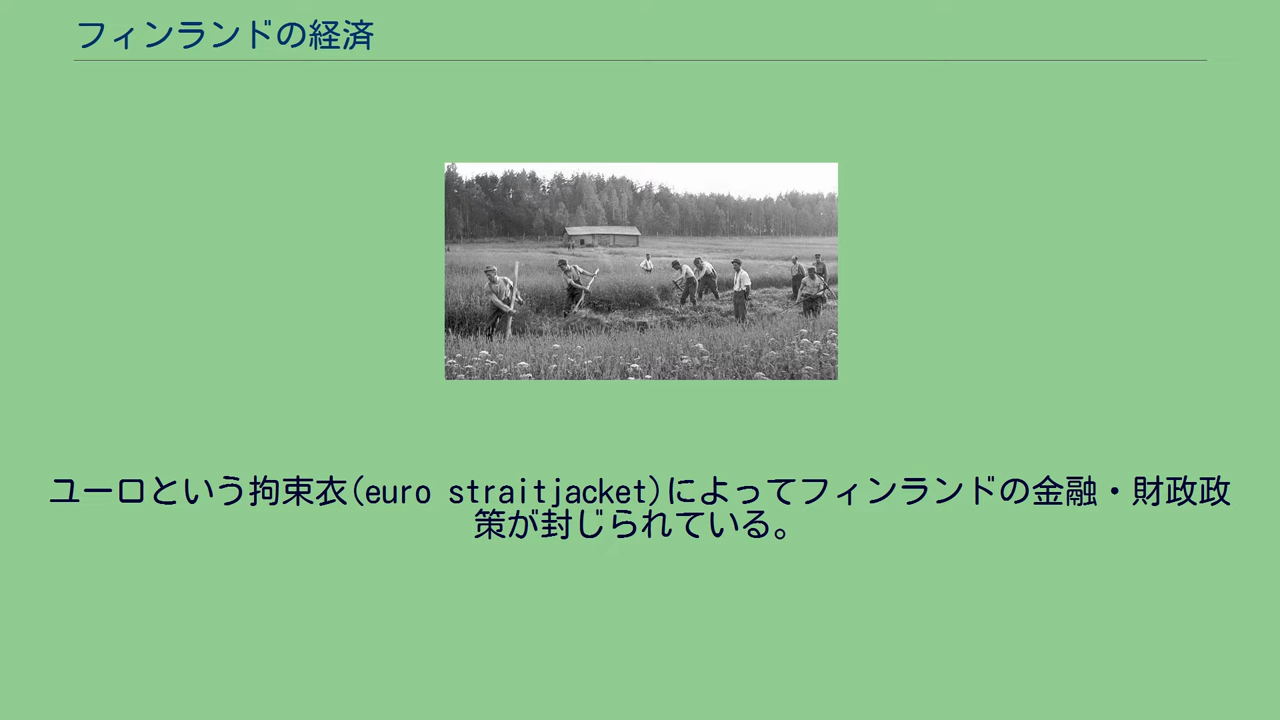 フィンランドの経済
ユーロという拘束衣(euro straitjacket)によってフィンランドの金融・財政政
策が封じられている。